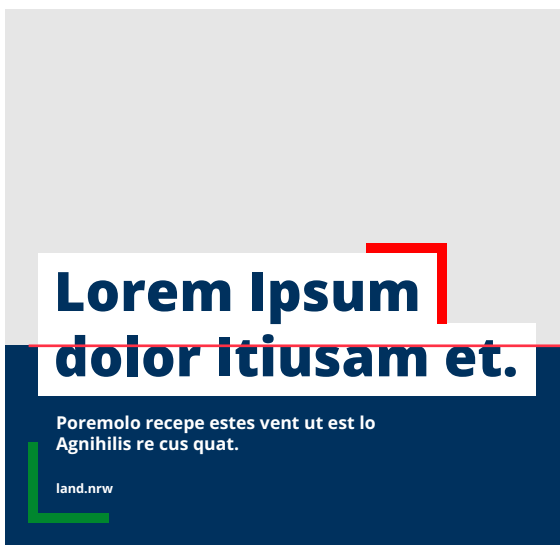 Lorem Ipsum
dolor Itiusam et.
Poremolo recepe estes vent ut est lo
Agnihilis re cus quat.
land.nrw